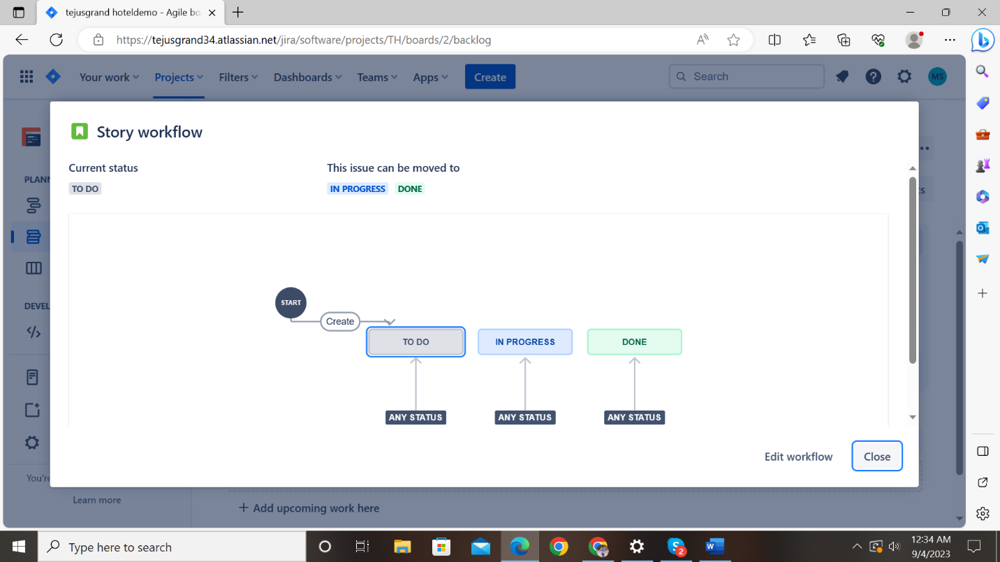 tejusgrand hoteldemo - Agile bo
https://tejusgrand34.atlassian.net/jira/software/projects/TH/boards/2/backlog
Your work Projects Filters Dashboards Teams Apps Create Search MS
Story workflow
Current status This issue can be moved to
PLANN
TO DO IN PROGRESS DONE
START
DEVEL
Create
TO DO IN PROGRESS DONE
ANY STATUS ANY STATUS ANY STATUS
Edit workflow Close
You're
Learn more
+ Add upcoming work here
Type here to search
2
W
12:34 AM
9/4/2023